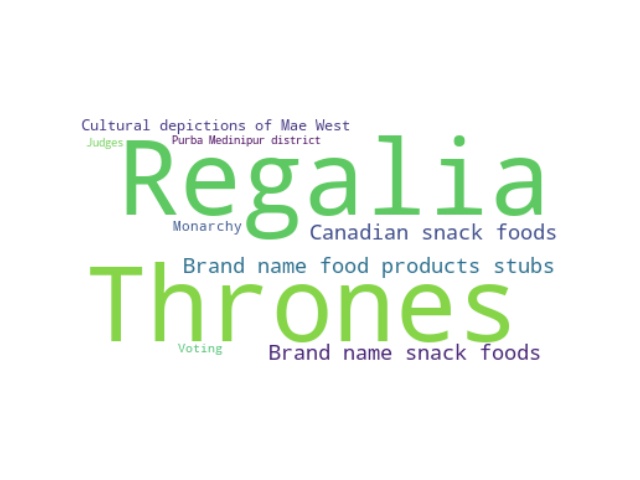 Cultural depictions of Mae West
Judges
Purba Medinipur district
Regalia
Monarchy
Canadian snack foods
Brand name food products stubs
Thrones
Voting
Brand name snack foods